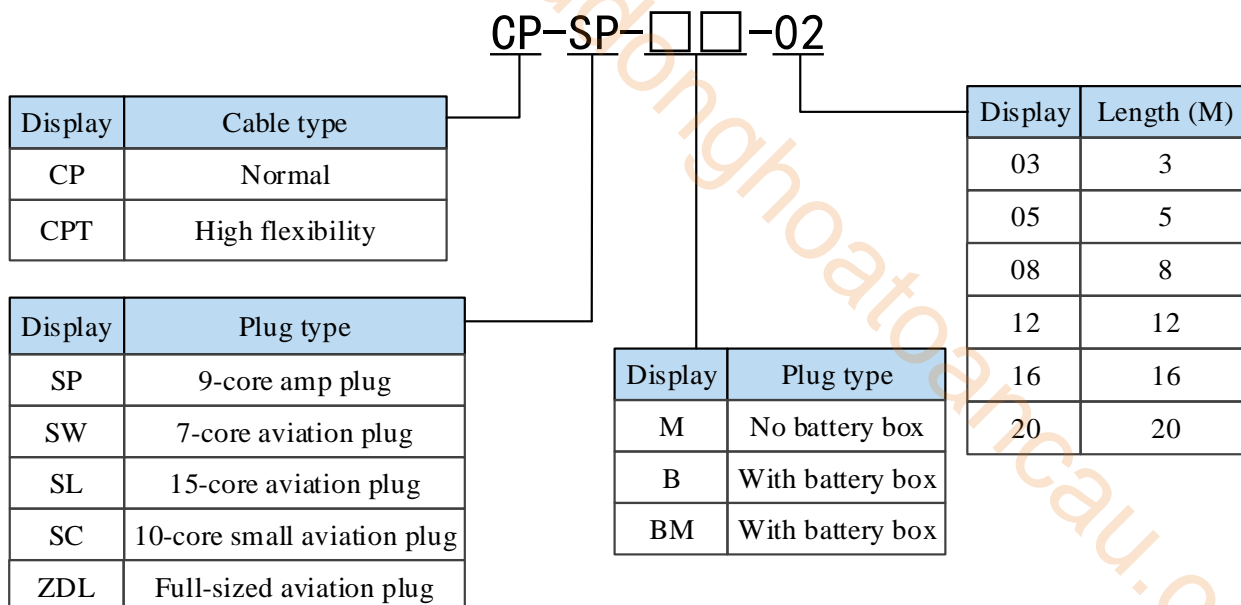 CP-SP-□□-02
Display Cable type
CP Normal
CPT High flexibility
Display Plug type
SP 9-core amp plug
SW 7-core aviation plug
SL 15-core aviation plug
SC 10-core small aviation plug
ZDL Full-sized aviation plug
Display Plug type
M No battery box
B With battery box
BM With battery box
Display Length (M)
03 3
05 5
08 8
12 12
16 16
20 20
donghoatoancau.c